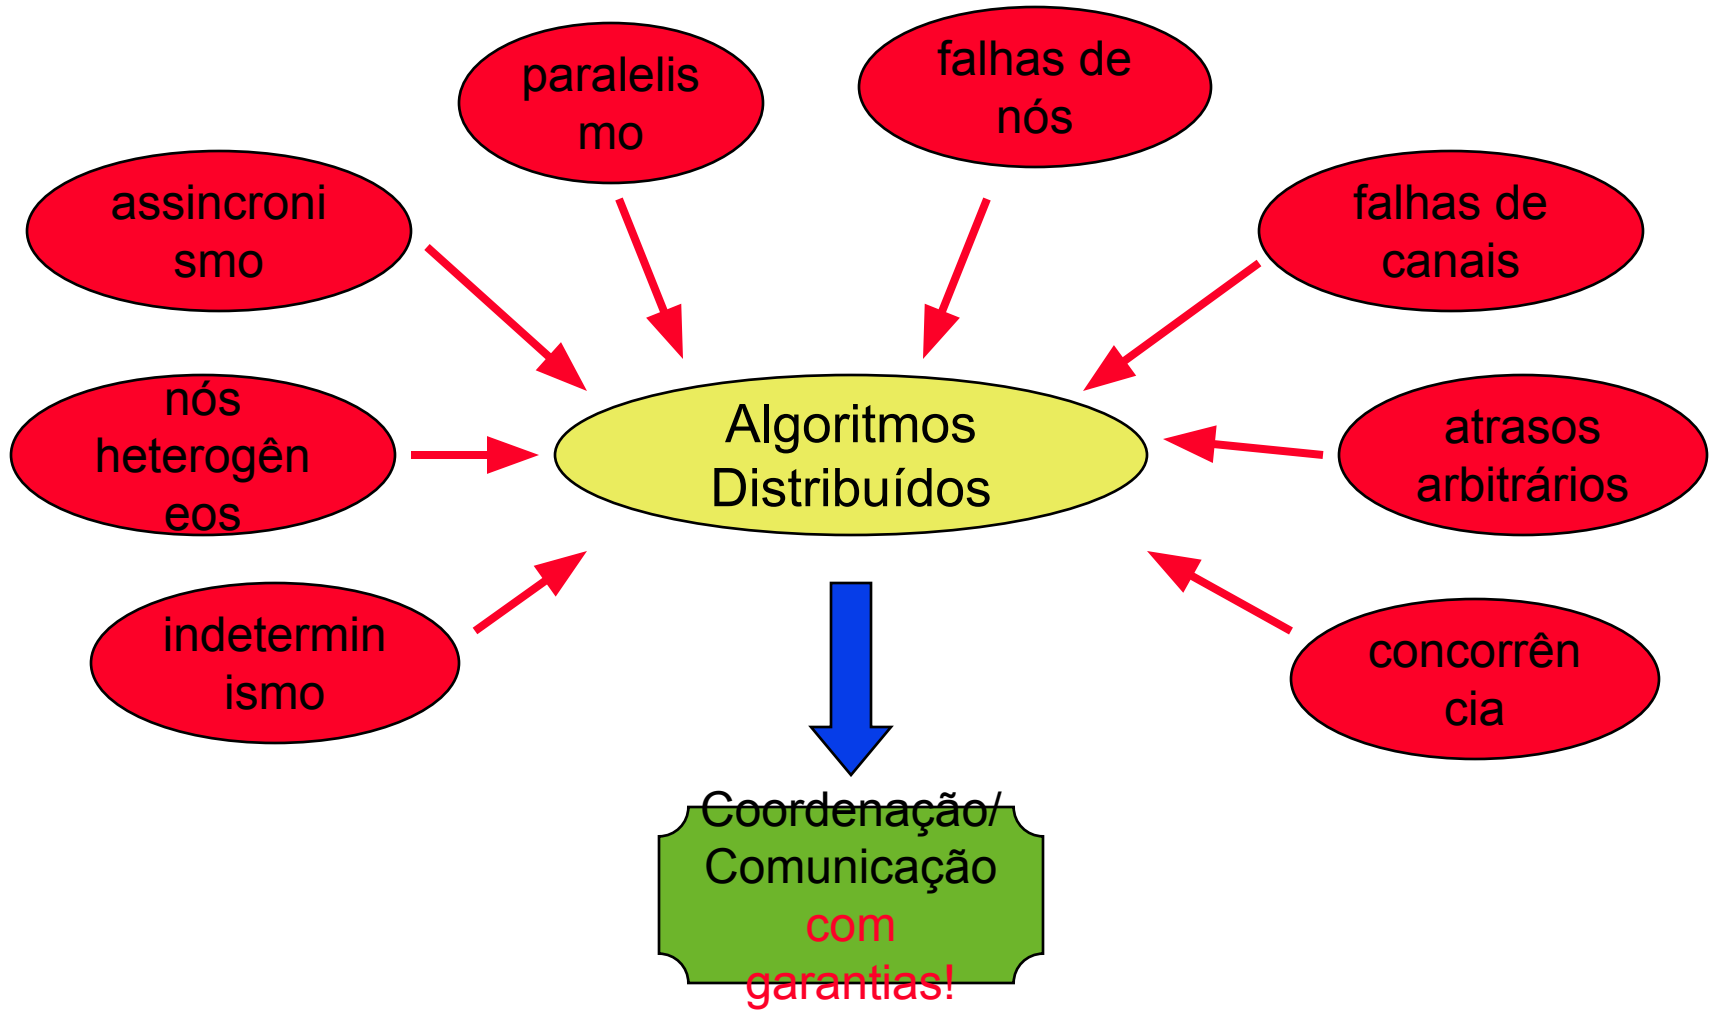 paralelis
mo
falhas de
nós
assincroni
smo
falhas de
canais
nós
heterogên
eos
Algoritmos
Distribuídos
atrasos
arbitrários
indetermin
ismo
concorrên
cia
Coordenação/
Comunicação
com
garantias!